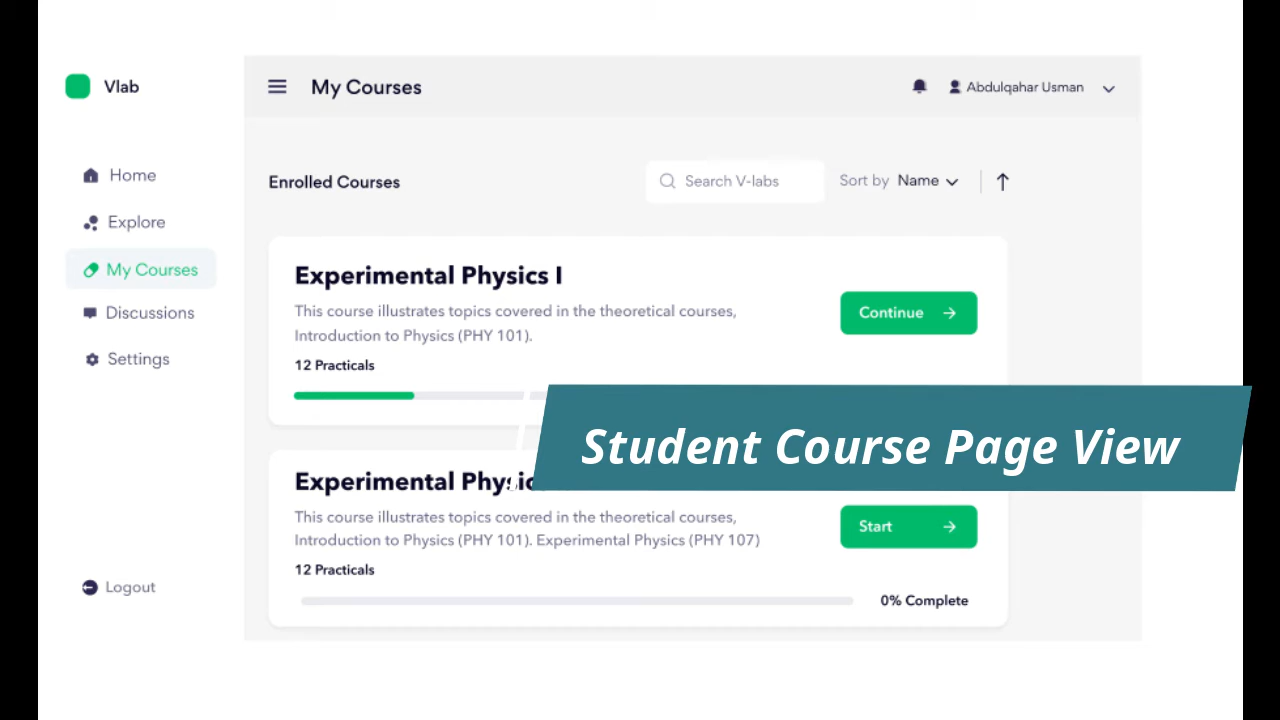 Vlab
My Courses
Abdulqahar Usman
Home
Explore
My Courses
Discussions
Settings
Logout
Enrolled Courses
Search V-labs
Sort by Name
Experimental Physics I
This course illustrates topics covered in the theoretical courses,
Introduction to Physics (PHY 101).
12 Practicals
Continue
Student Course Page View
Experimental
This course illustrates topics covered in the theoretical courses,
Introduction to Physics (PHY 101). Experimental Physics (PHY 107)
12 Practicals
Start
0% Complete